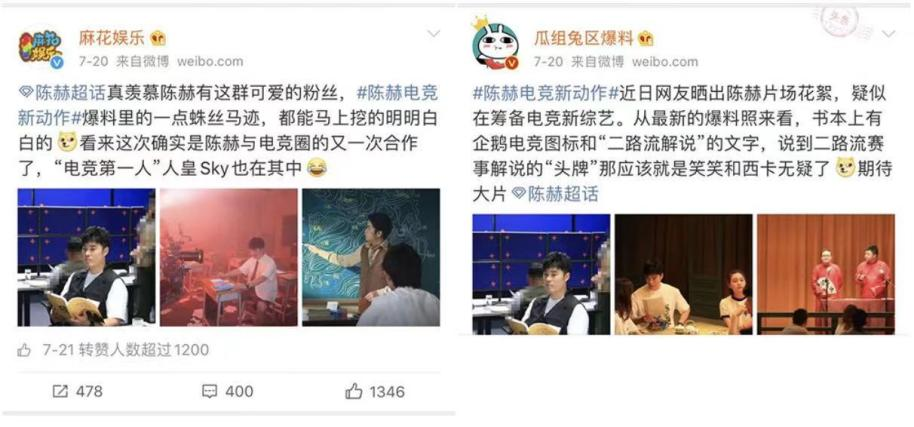 麻花娱乐
7-20 来自微博 weibo.com
陈赫超话真羡慕陈赫有这群可爱的粉丝，#陈赫电竞
新动作#爆料里的一点蛛丝马迹，都能马上挖的明明白
白的 看来这次确实是陈赫与电竞圈的又一次合作
了，“电竞第一人”人皇Sky也在其中
7-21 转赞人数超过1200
478 400 1346
瓜组兔区爆料
7-20 来自微博 weibo.com
#陈赫电竞新动作#近日网友晒出陈赫片场花絮，疑似
在筹备电竞新综艺。从最新的爆料照来看，书本上有
企鹅电竞图标和“二路流解说”的文字，说到二路流赛
事解说的“头牌”那应该就是笑笑和西卡无疑了 期待
大片 陈赫超话